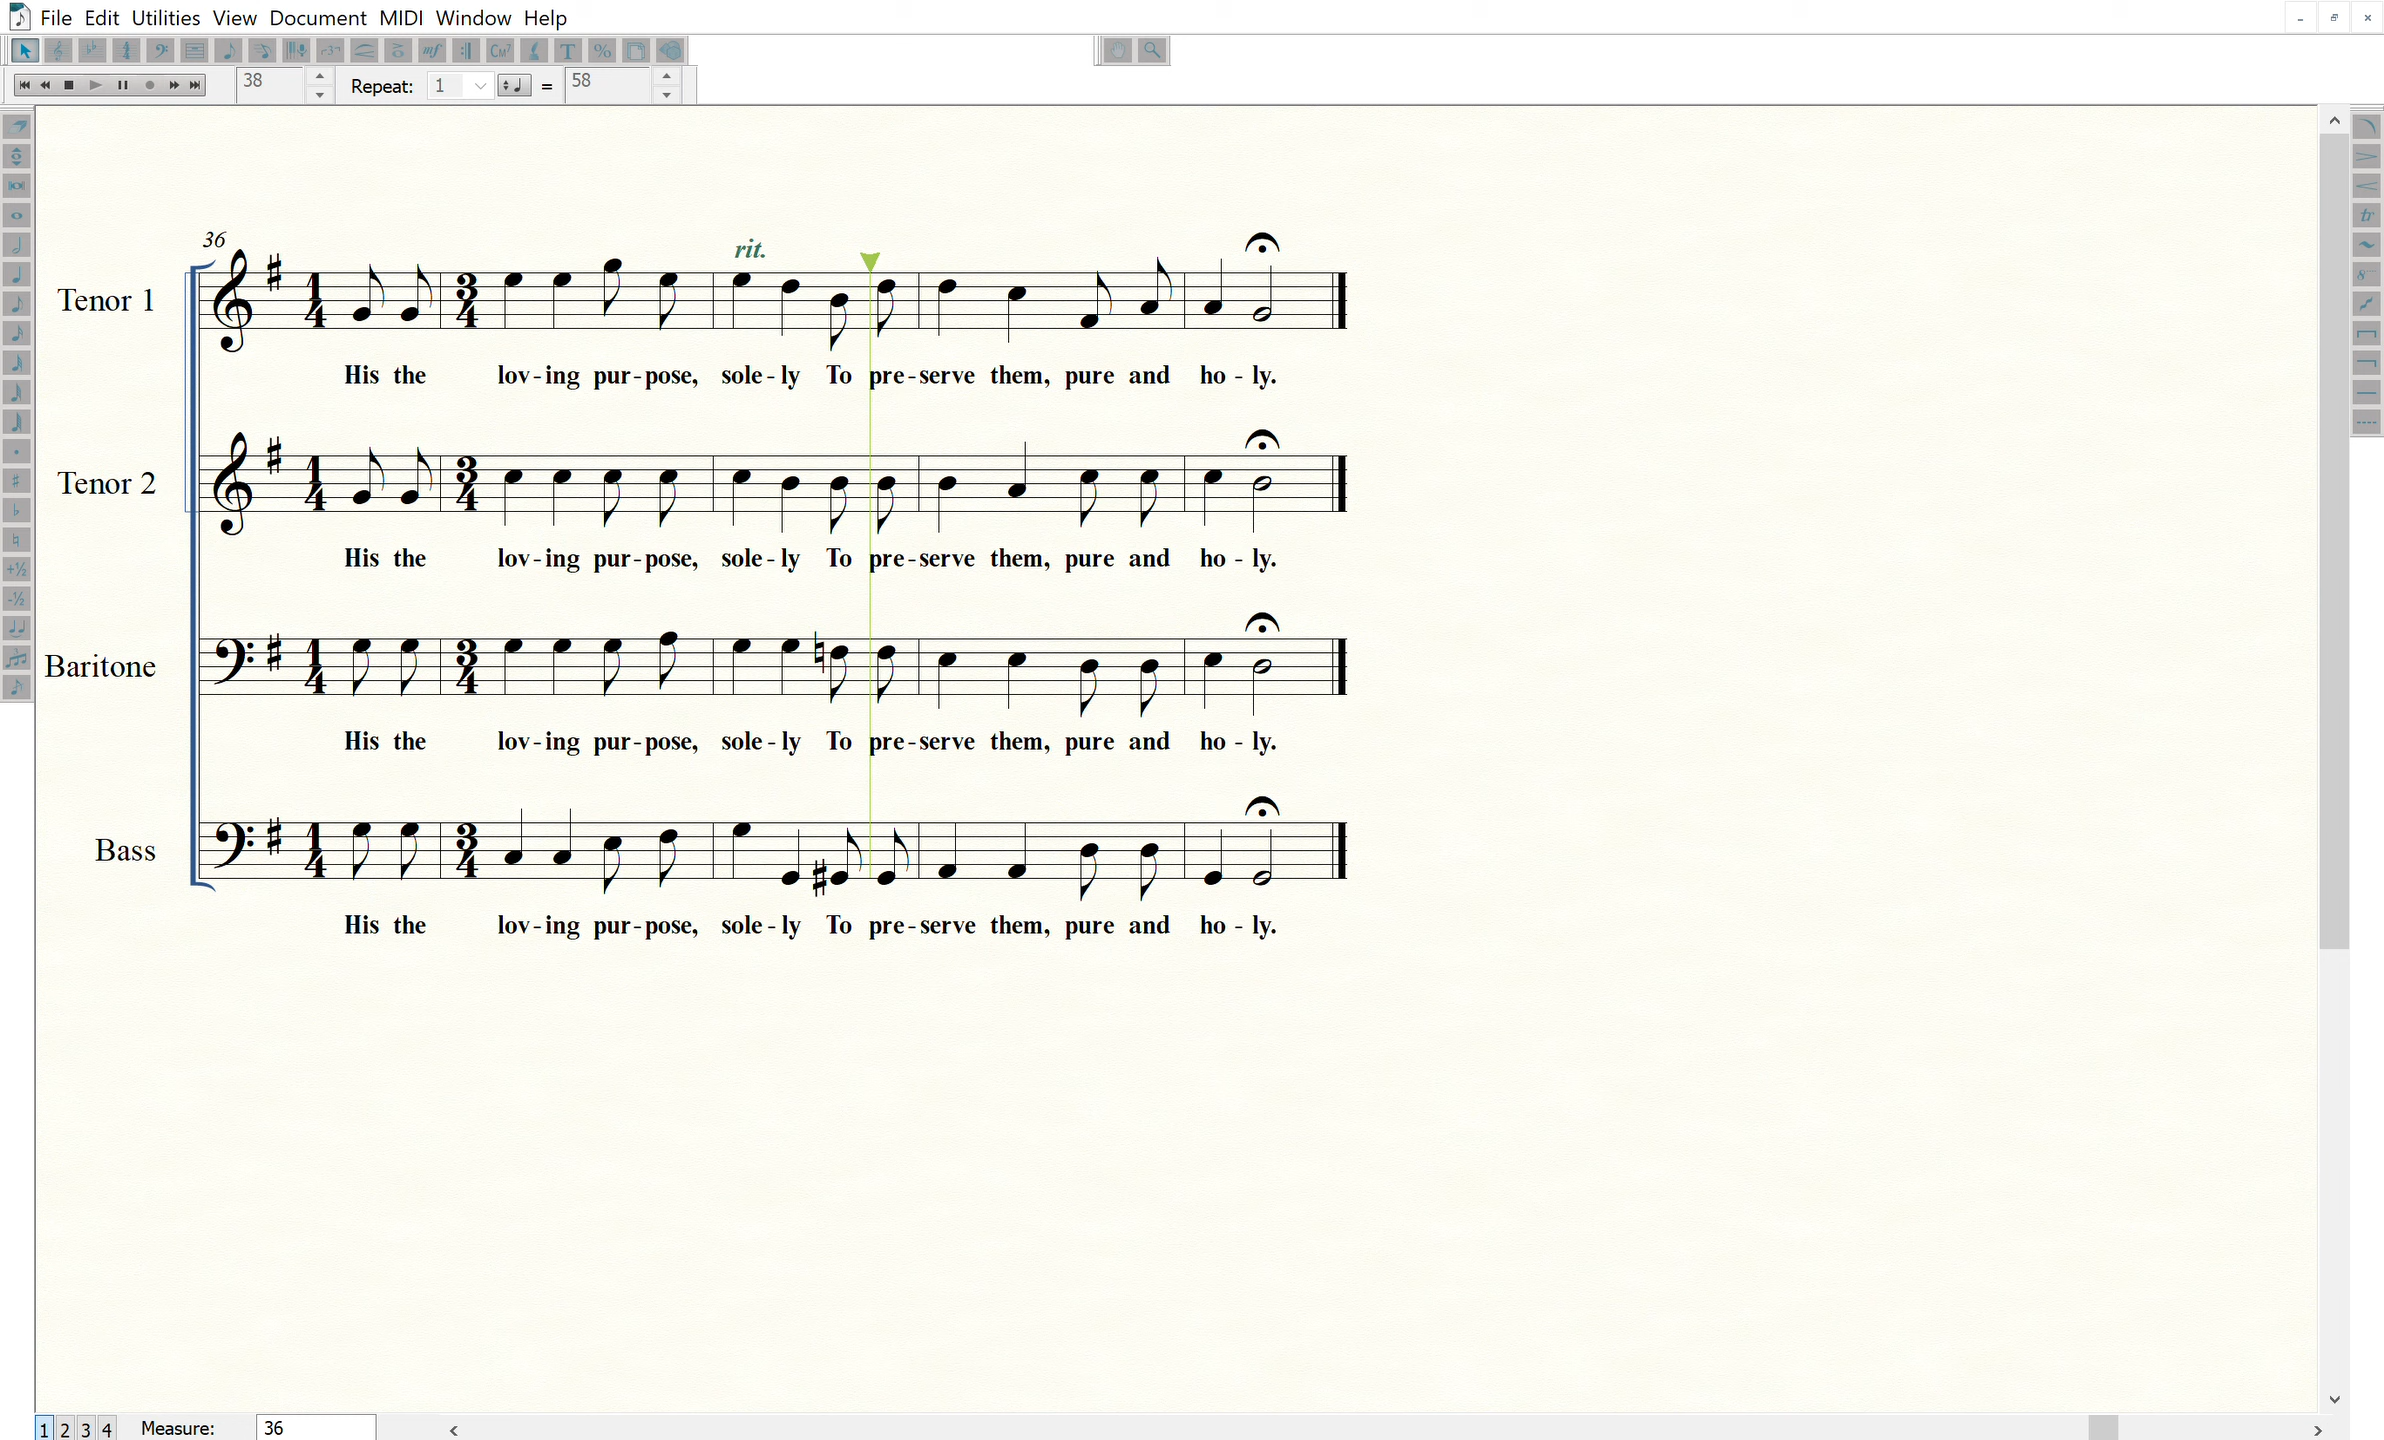 File Edit Utilities View Document MIDI Window Help
38 Repeat: 1 = 58
36
rit.
Tenor 1
His the lov-ing pur-pose, sole-ly To pre-serve them, pure and ho - ly.
Tenor 2
His the lov-ing pur-pose, sole-ly To pre-serve them, pure and ho - ly.
Baritone
His the lov-ing pur-pose, sole-ly To pre-serve them, pure and ho - ly.
Bass
His the lov-ing pur-pose, sole-ly To pre-serve them, pure and ho - ly.
1 2 3 4 Measure: 36